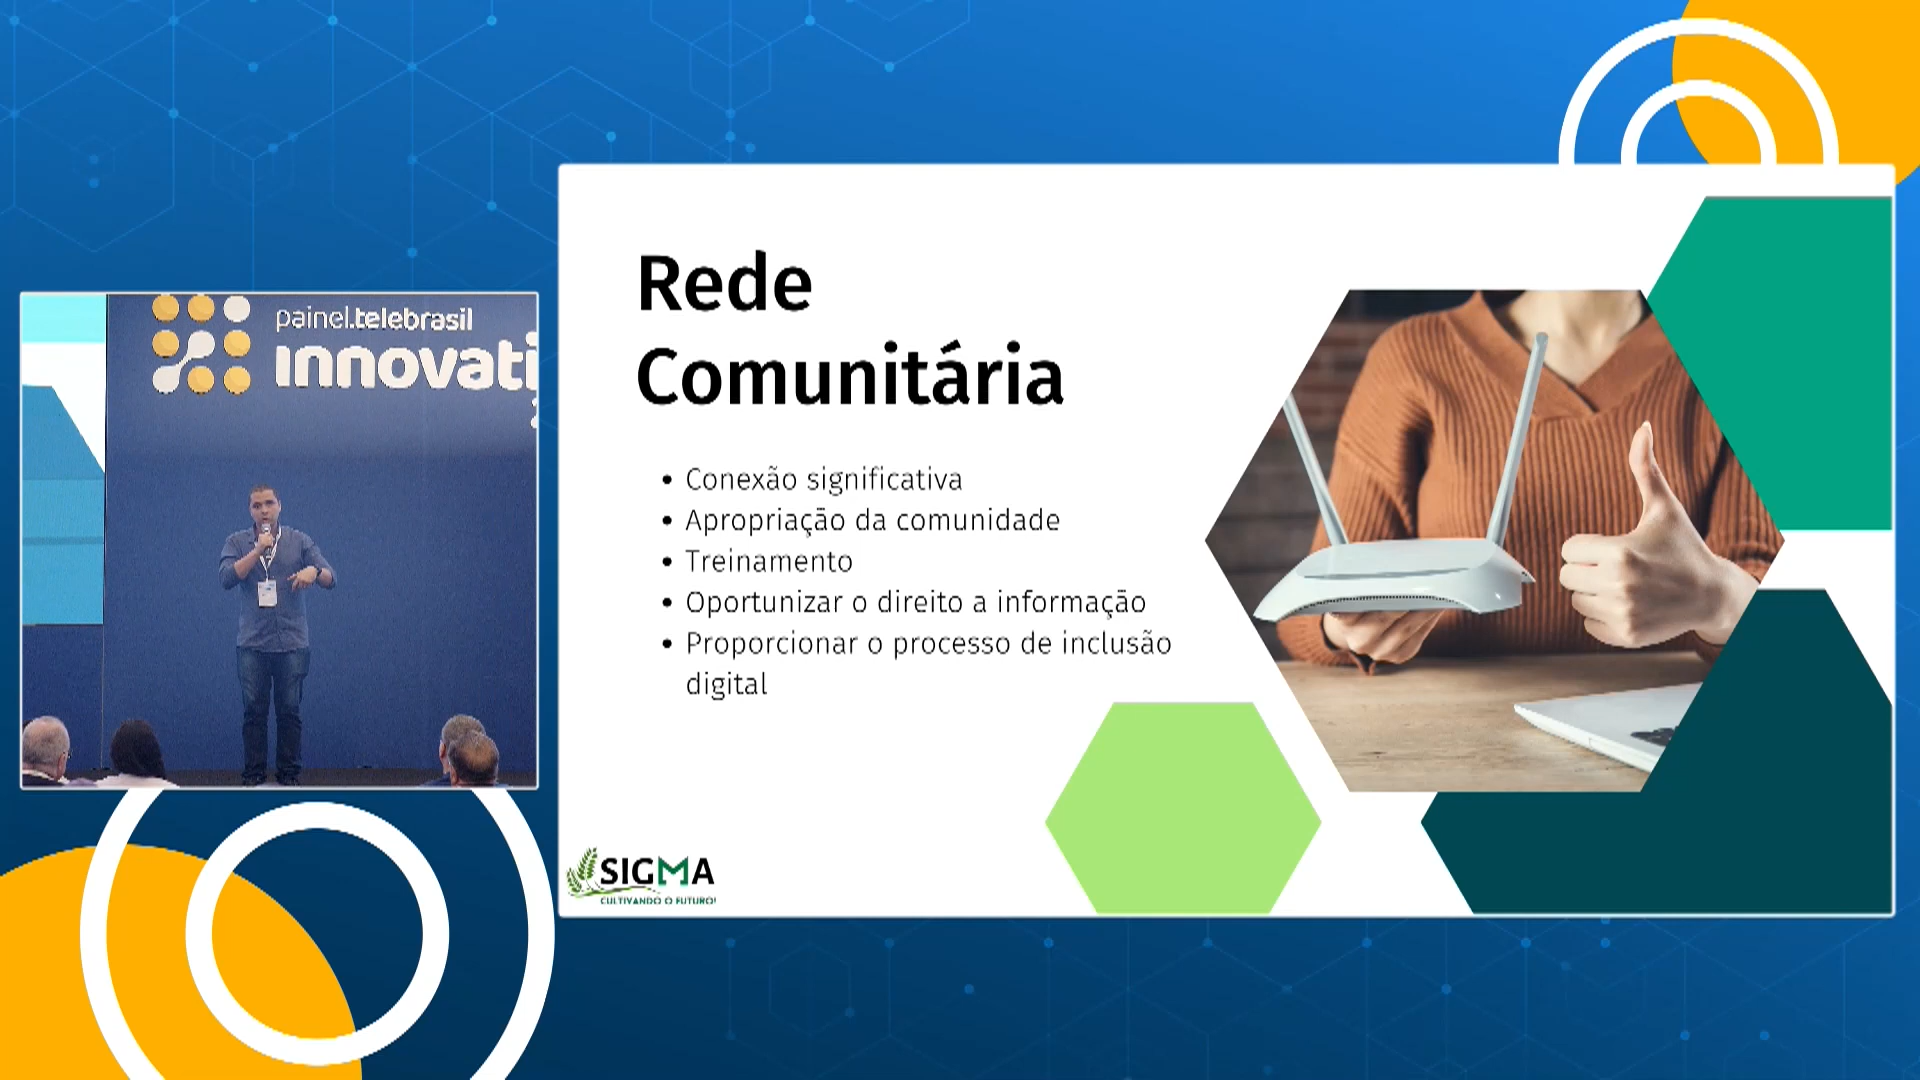 painel.telebrasil
innovati
Rede
Comunitária
• Conexão significativa
• Apropriação da comunidade
• Treinamento
• Oportunizar o direito a informação
• Proporcionar o processo de inclusão
digital
SIGMA
CULTIVANDO O FUTURO!